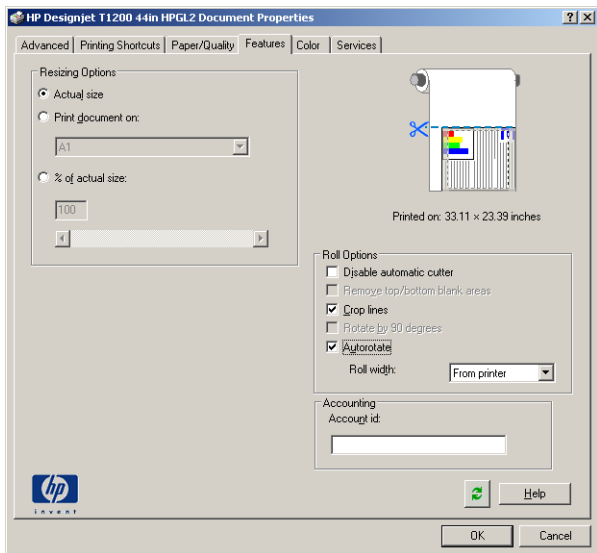 HP Designjet T1200 44in HPGL2 Document Properties
Advanced Printing Shortcuts Paper/Quality Features Color Services
Resizing Options
Actual size
Print document on:
A1
% of actual size:
100
Printed on: 33.11 × 23.39 inches
Roll Options
Disable automatic cutter
Remove top/bottom blank areas
Crop lines
Rotate by 90 degrees
Autorotate
Roll width: From printer
Accounting
Account id:
hp
invent
Help
OK Cancel